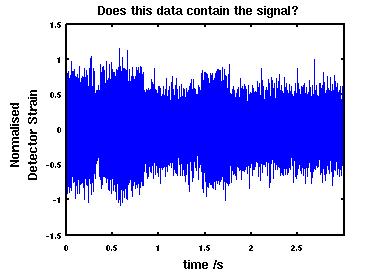 Does this data contain the signal?
Normalised
Detector Strain
1.5
1
0.5
0
-0.5
-1
-1.5
0 0.5 1 1.5 2 2.5
time /s